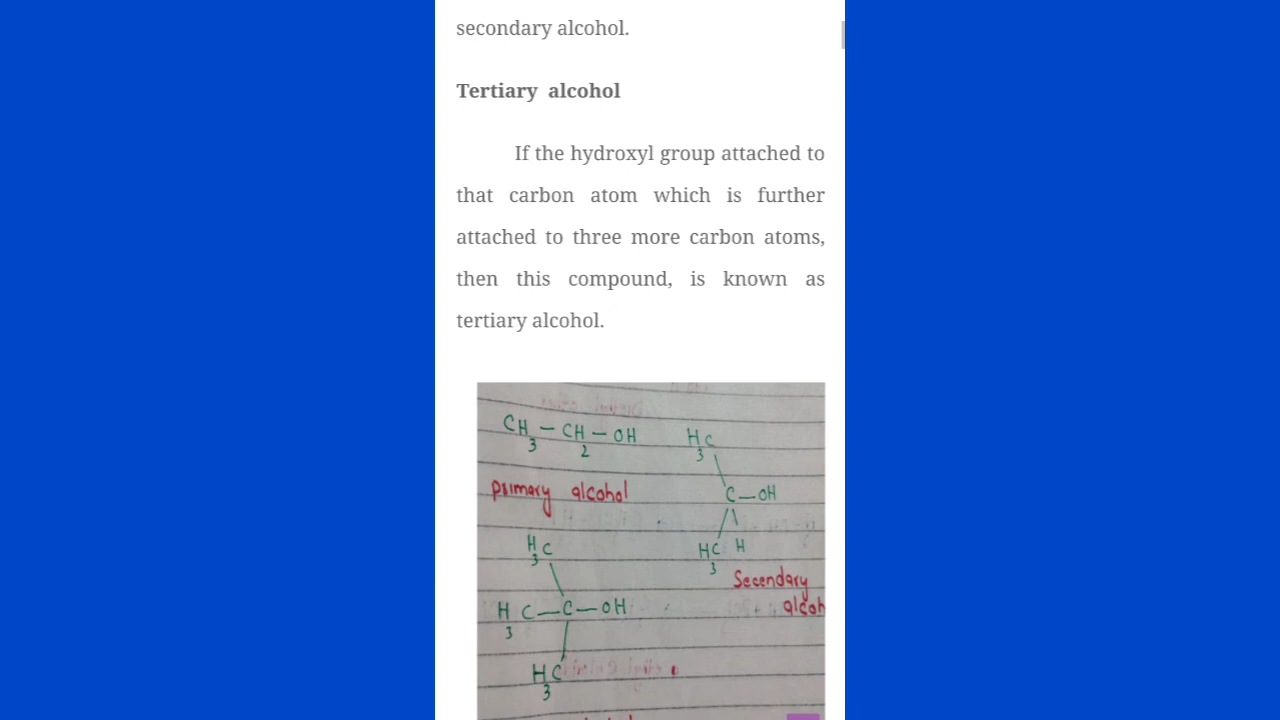 secondary alcohol.
Tertiary alcohol
If the hydroxyl group attached to
that carbon atom which is further
attached to three more carbon atoms,
then this compound, is known as
tertiary alcohol.
CH3 – CH2 – OH
primary alcohol
H3C
C – OH
H3C H
Secendary
alcoh
H3C
H3C – C – OH
H3C